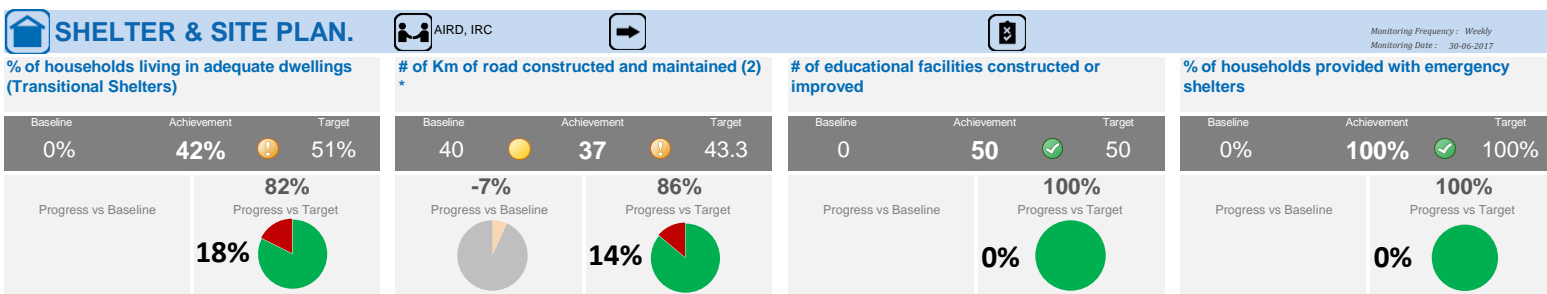 SHELTER & SITE PLAN.
AIRD, IRC
Monitoring Frequency : Weekly
Monitoring Date : 30-06-2017
% of households living in adequate dwellings
(Transitional Shelters)
Baseline Achievement Target
0% 42% 51%
82%
Progress vs Baseline Progress vs Target
18%
# of Km of road constructed and maintained (2)
*
Baseline Achievement Target
40 37 43.3
-7% 86%
Progress vs Baseline Progress vs Target
14%
# of educational facilities constructed or
improved
Baseline Achievement Target
0 50 50
100%
Progress vs Baseline Progress vs Target
0%
% of households provided with emergency
shelters
Baseline Achievement Target
0% 100% 100%
100%
Progress vs Baseline Progress vs Target
0%